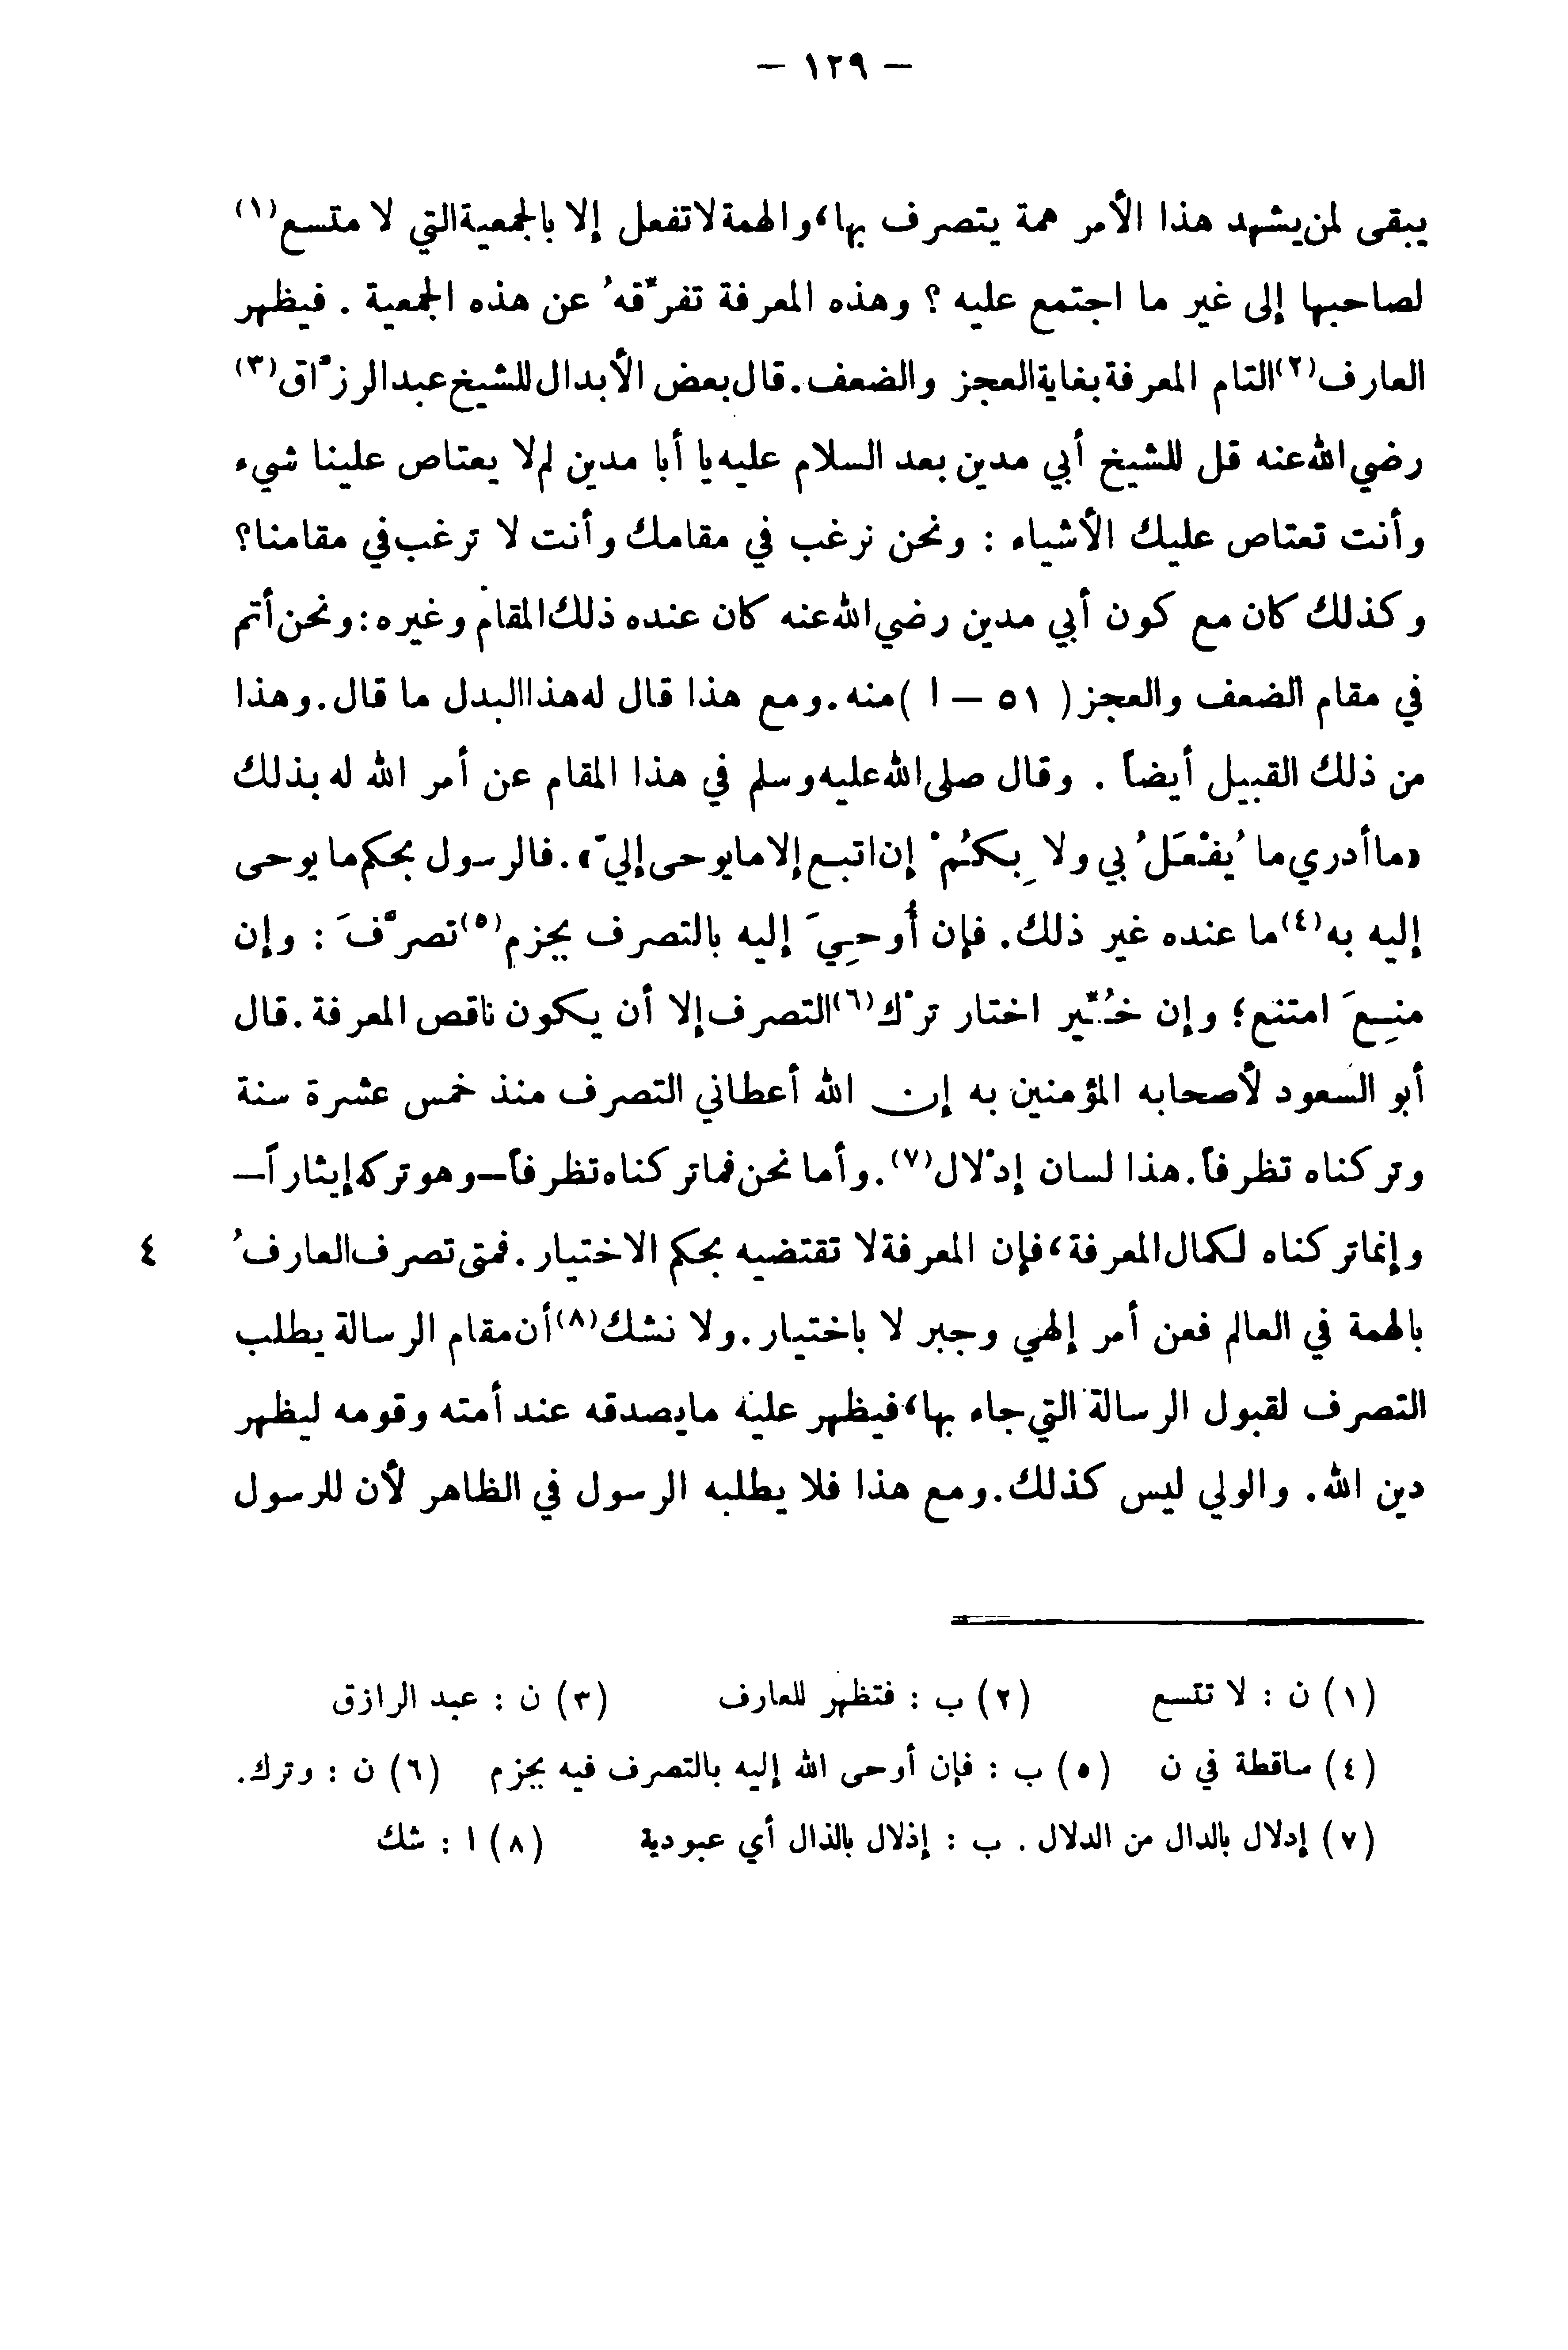 — ١٢٩ —
يبقى لمن يشهد هذا الأمر همة يتصرف بها، والهمة لا تفعل إلا بالجمعية التي لا متسع(١)
لصاحبها إلى غير ما اجتمع عليه ؟ وهذه المعرفة تفرِّقهُ عن هذه الجمعية . فيظهر
العارف(٢) التام المعرفة بغاية العجز والضعف. قال بعض الأبدال للشيخ عبد الرزَّاق(٣)
رضي الله عنه قل للشيخ أبي مدين بعد السلام عليه يا أبا مدين لم لا يعتاص علينا شيء
وأنت تعتاص عليك الأشياء : ونحن نرغب في مقامك وأنت لا ترغب في مقامنا؟
وكذلك كان مع كون أبي مدين رضي الله عنه كان عنده ذلك المقام وغيره : ونحن أتم
في مقام الضعف والعجز ( ٥١ – ا ) منه. ومع هذا قال له هذا البدل ما قال. وهذا
من ذلك القبيل أيضاً . وقال صلى الله عليه وسلم في هذا المقام عن أمر الله له بذلك
«ما أدري ما يُفْعَلُ بي ولا بِكُمْ إن اتبع إلا ما يوحى إليَّ». فالرسول بحكم ما يوحى
إليه به(٤) ما عنده غير ذلك. فإن أُوحِيَ إليه بالتصرف بجزم(٥) تصرَّفَ : وإن
منِعَ امتنع؛ وإن خُيِّر اختار ترْك(٦) التصرف إلا أن يكون ناقص المعرفة. قال
أبو السعود لأصحابه المؤمنين به إن الله أعطاني التصرف منذ خمس عشرة سنة
وتركناه تظرفاً. هذا لسان إدْلال(٧). وأما نحن فما تركناه تظرفاً – وهو تركه إيثاراً –
وإنما تركناه لكمال المعرفة، فإن المعرفة لا تقتضيه بحكم الاختيار. فمتى تصرف العارفُ ٤
بالهمة في العالم فعن أمر إلهي وجبر لا باختيار. ولا نشك(٨) أن مقام الرسالة يطلب
التصرف لقبول الرسالة التي جاء بها، فيظهر عليه ما يصدقه عند أمته وقومه ليظهر
دين الله. والولي ليس كذلك. ومع هذا فلا يطلبه الرسول في الظاهر لأن للرسول
(١) ن : لا تتسع (٢) ب : فتظهر للعارف (٣) ن : عبد الرازق
(٤) ساقطة في ن (٥) ب : فإن أوحى الله إليه بالتصرف فيه بجزم (٦) ن : وترك.
(٧) إدلال بالدال من الدلال . ب : إذلال بالذال أي عبودية (٨) ا : شك